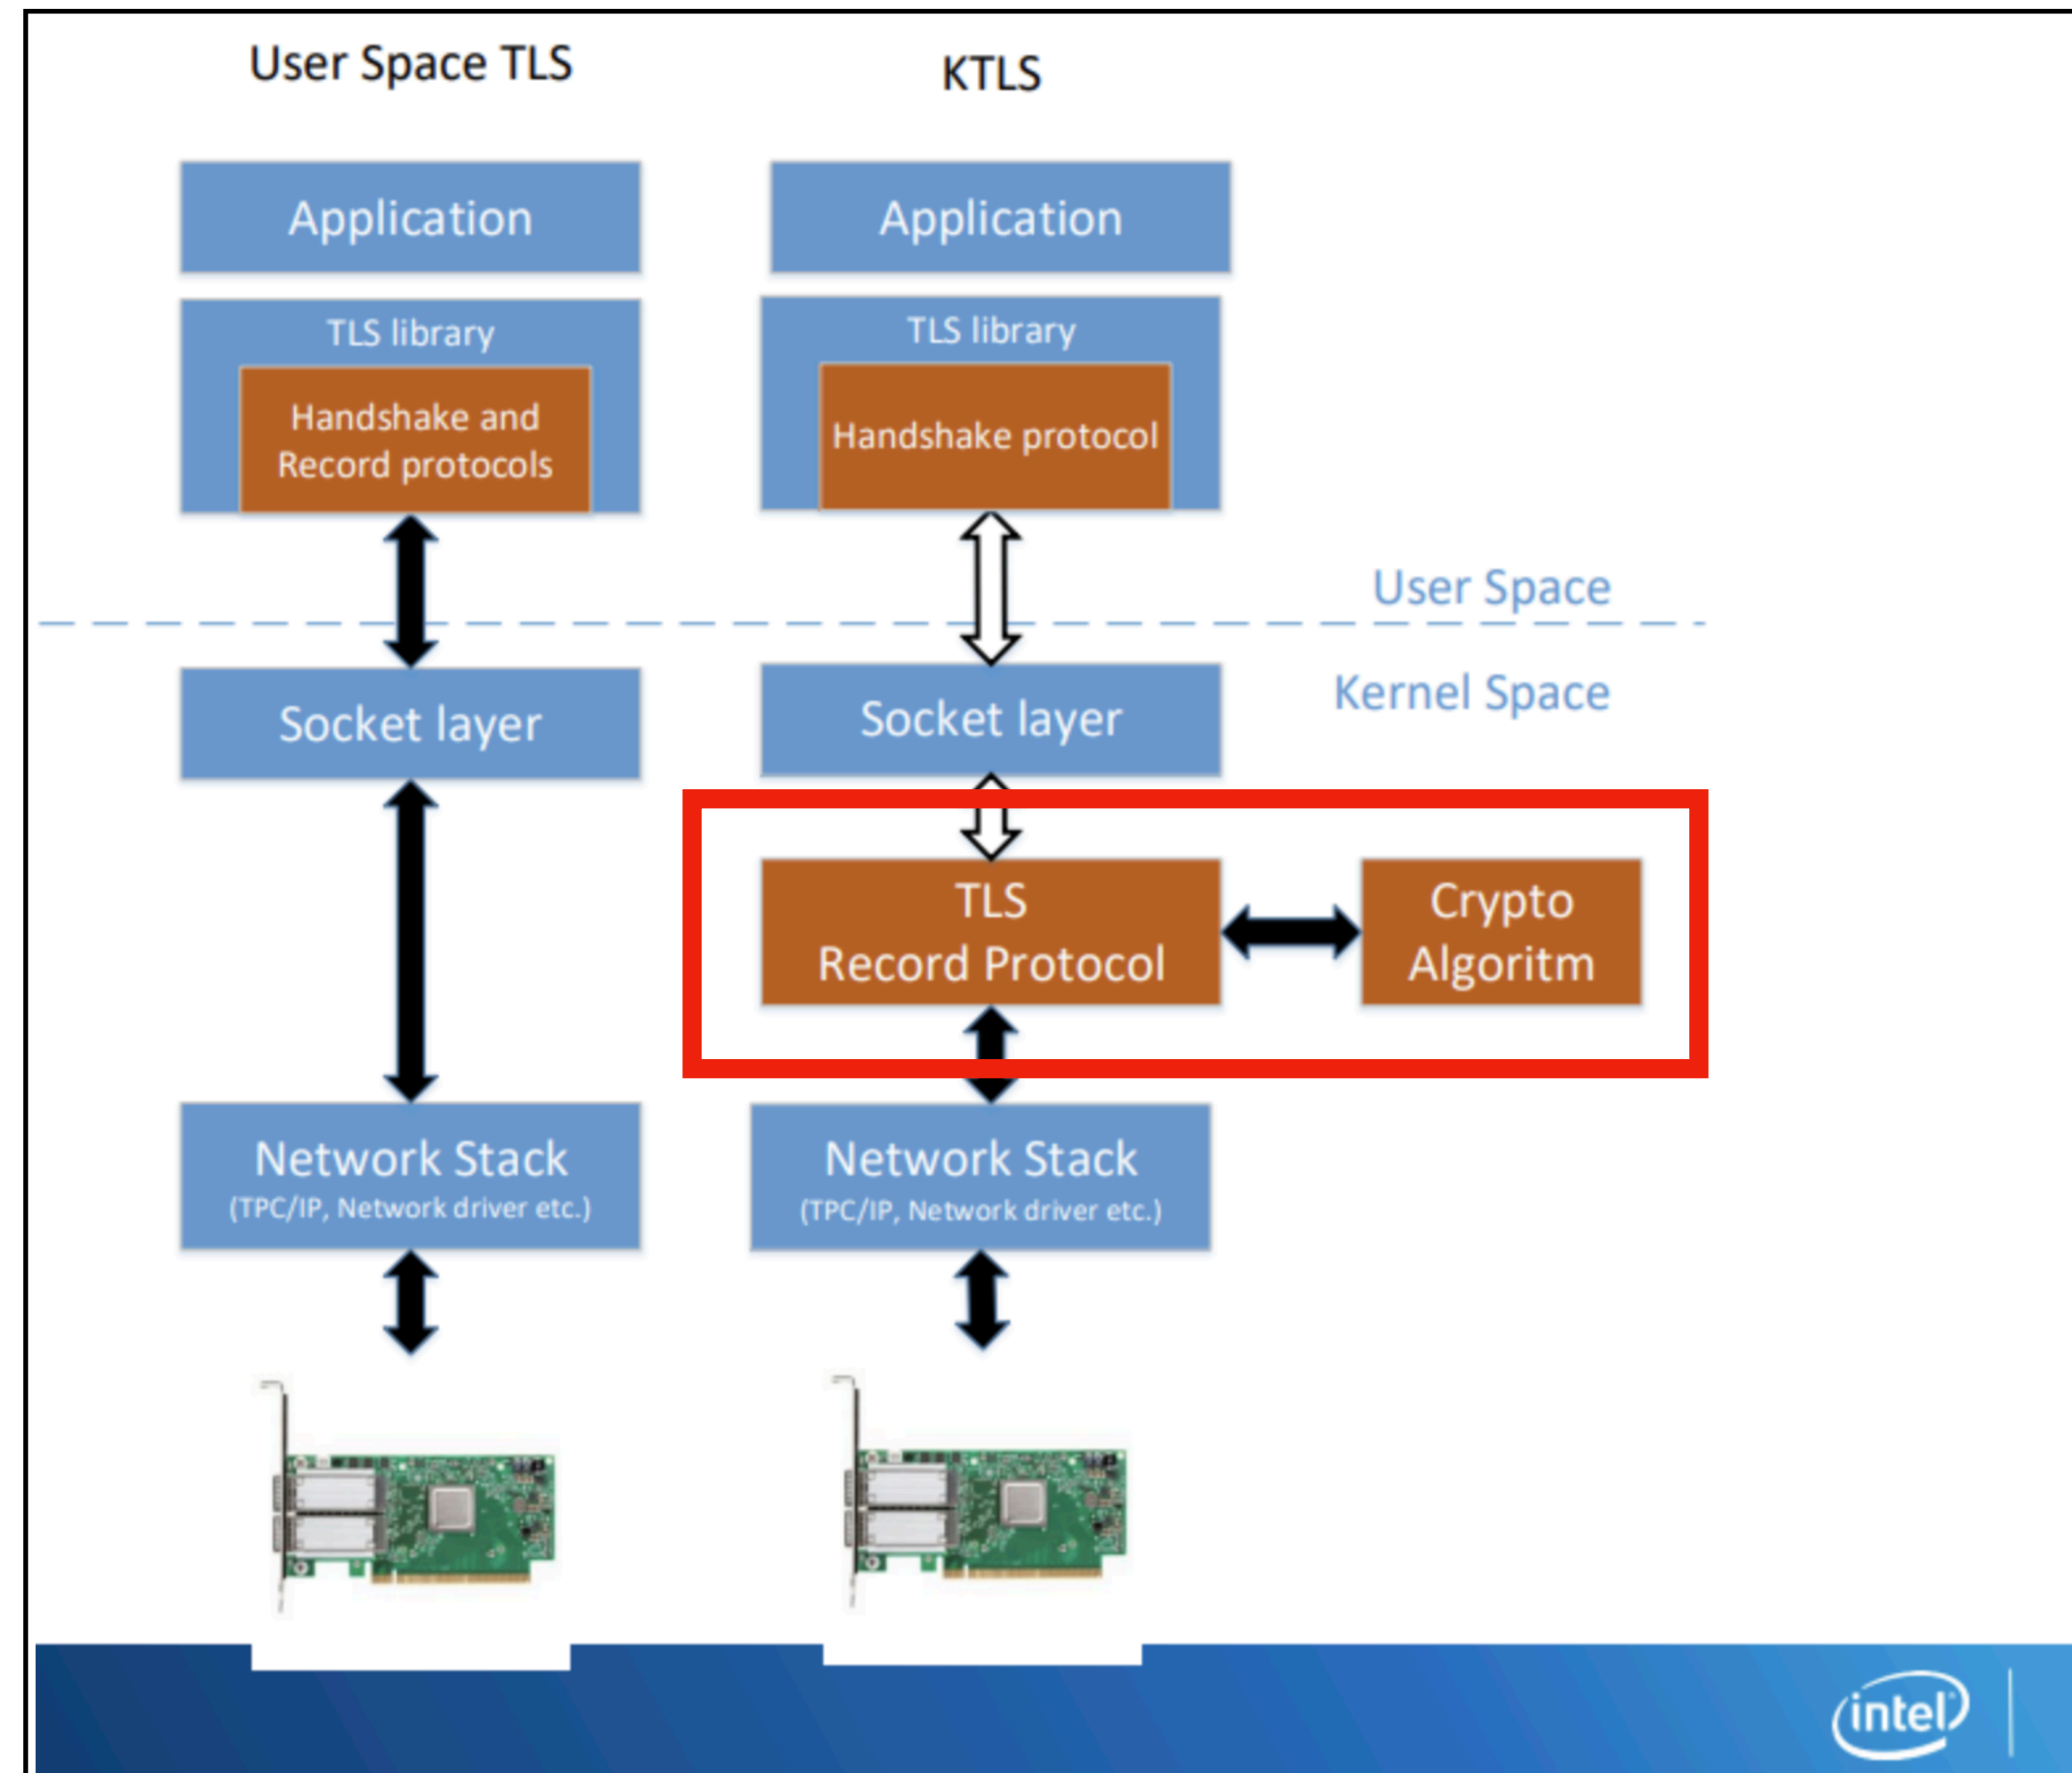 User Space TLS
KTLS
Application
Application
TLS library
TLS library
Handshake and
Record protocols
Handshake protocol
User Space
Kernel Space
Socket layer
Socket layer
TLS
Record Protocol
Crypto
Algoritm
Network Stack
(TPC/IP, Network driver etc.)
Network Stack
(TPC/IP, Network driver etc.)
intel